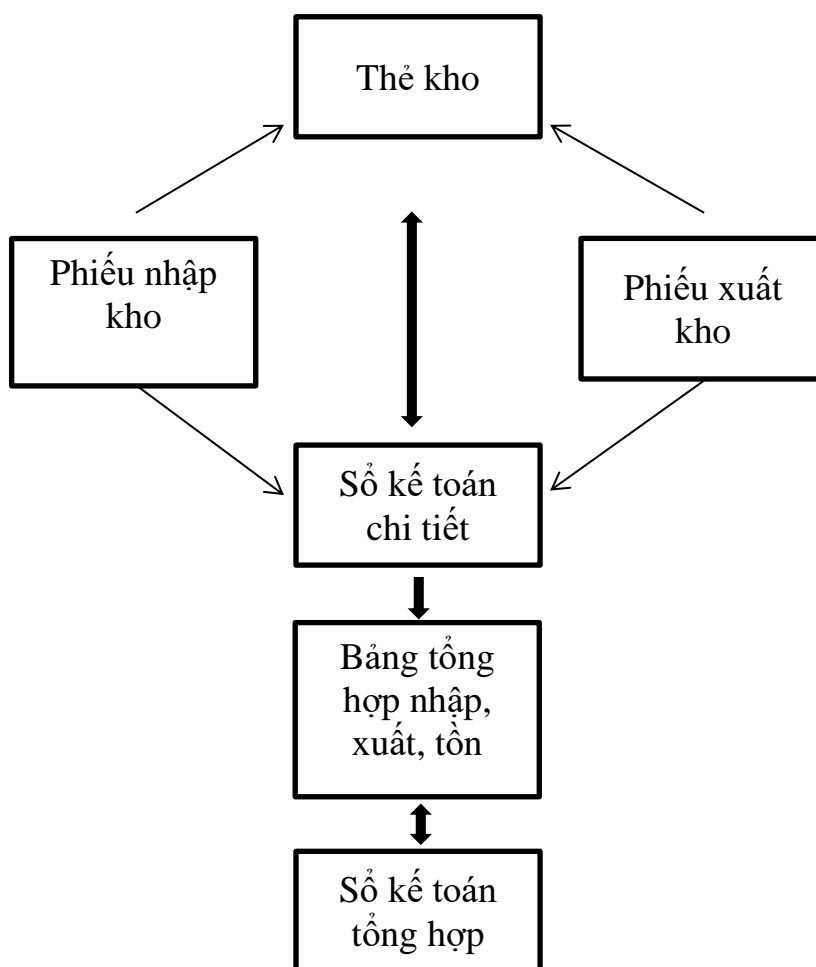 Thẻ kho
Phiếu nhập
kho
Phiếu xuất
kho
Sổ kế toán
chi tiết
Bảng tổng
hợp nhập,
xuất, tồn
Sổ kế toán
tổng hợp